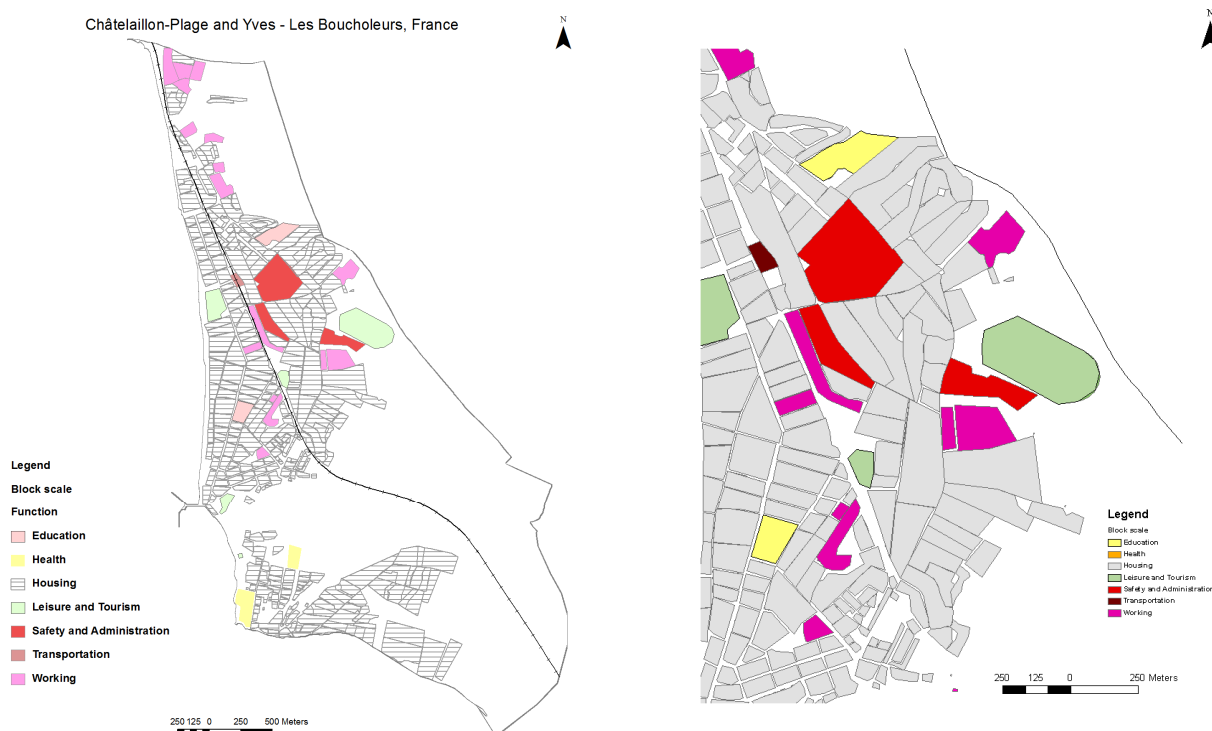 Châtelaillon-Plage and Yves - Les Boucholeurs, France
N
Legend
Block scale
Function
Education
Health
Housing
Leisure and Tourism
Safety and Administration
Transportation
Working
250 125 0 250 500 Meters
N
Legend
Block scale
Education
Health
Housing
Leisure and Tourism
Safety and Administration
Transportation
Working
250 125 0 250 Meters